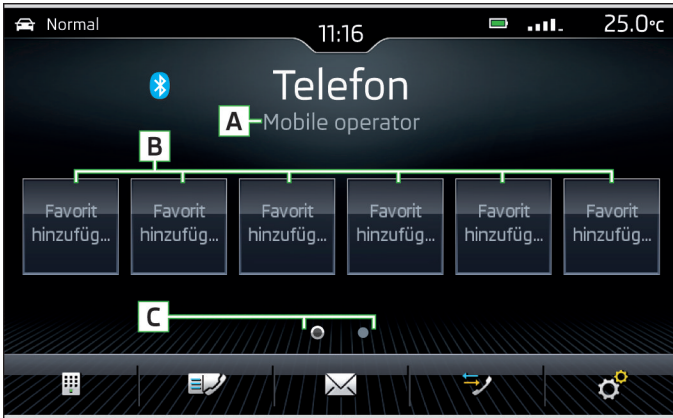 Normal
11:16
25.0°C
Telefon
A
Mobile operator
B
Favorit
hinzufüg...
Favorit
hinzufüg...
Favorit
hinzufüg...
Favorit
hinzufüg...
Favorit
hinzufüg...
Favorit
hinzufüg...
C